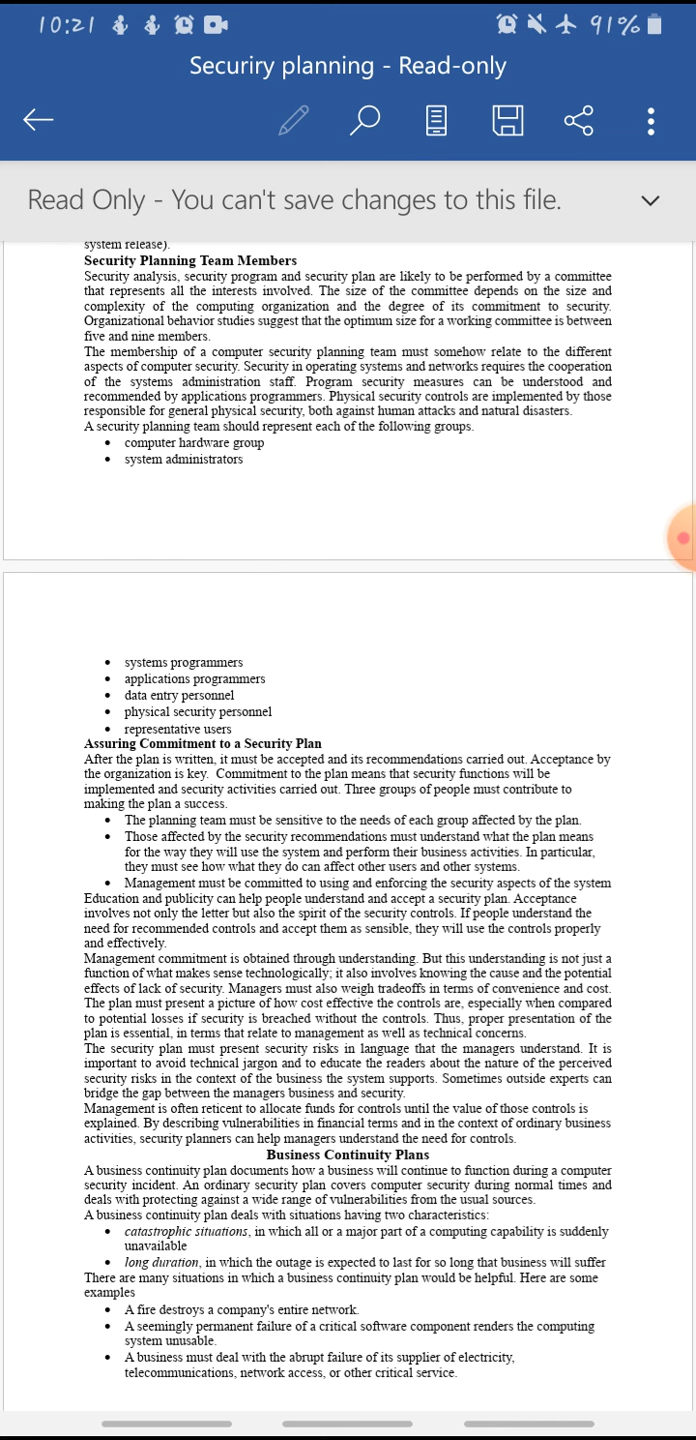 10:21 91%
Securiry planning - Read-only
Read Only - You can't save changes to this file.
system release).
Security Planning Team Members
Security analysis, security program and security plan are likely to be performed by a committee
that represents all the interests involved. The size of the committee depends on the size and
complexity of the computing organization and the degree of its commitment to security.
Organizational behavior studies suggest that the optimum size for a working committee is between
five and nine members.
The membership of a computer security planning team must somehow relate to the different
aspects of computer security. Security in operating systems and networks requires the cooperation
of the systems administration staff. Program security measures can be understood and
recommended by applications programmers. Physical security controls are implemented by those
responsible for general physical security, both against human attacks and natural disasters.
A security planning team should represent each of the following groups.
• computer hardware group
• system administrators
• systems programmers
• applications programmers
• data entry personnel
• physical security personnel
• representative users
Assuring Commitment to a Security Plan
After the plan is written, it must be accepted and its recommendations carried out. Acceptance by
the organization is key. Commitment to the plan means that security functions will be
implemented and security activities carried out. Three groups of people must contribute to
making the plan a success.
• The planning team must be sensitive to the needs of each group affected by the plan.
• Those affected by the security recommendations must understand what the plan means
for the way they will use the system and perform their business activities. In particular,
they must see how what they do can affect other users and other systems.
• Management must be committed to using and enforcing the security aspects of the system
Education and publicity can help people understand and accept a security plan. Acceptance
involves not only the letter but also the spirit of the security controls. If people understand the
need for recommended controls and accept them as sensible, they will use the controls properly
and effectively.
Management commitment is obtained through understanding. But this understanding is not just a
function of what makes sense technologically; it also involves knowing the cause and the potential
effects of lack of security. Managers must also weigh tradeoffs in terms of convenience and cost.
The plan must present a picture of how cost effective the controls are, especially when compared
to potential losses if security is breached without the controls. Thus, proper presentation of the
plan is essential, in terms that relate to management as well as technical concerns.
The security plan must present security risks in language that the managers understand. It is
important to avoid technical jargon and to educate the readers about the nature of the perceived
security risks in the context of the business the system supports. Sometimes outside experts can
bridge the gap between the managers business and security.
Management is often reticent to allocate funds for controls until the value of those controls is
explained. By describing vulnerabilities in financial terms and in the context of ordinary business
activities, security planners can help managers understand the need for controls.
Business Continuity Plans
A business continuity plan documents how a business will continue to function during a computer
security incident. An ordinary security plan covers computer security during normal times and
deals with protecting against a wide range of vulnerabilities from the usual sources.
A business continuity plan deals with situations having two characteristics:
• catastrophic situations, in which all or a major part of a computing capability is suddenly
unavailable
• long duration, in which the outage is expected to last for so long that business will suffer
There are many situations in which a business continuity plan would be helpful. Here are some
examples
• A fire destroys a company's entire network.
• A seemingly permanent failure of a critical software component renders the computing
system unusable.
• A business must deal with the abrupt failure of its supplier of electricity,
telecommunications, network access, or other critical service.